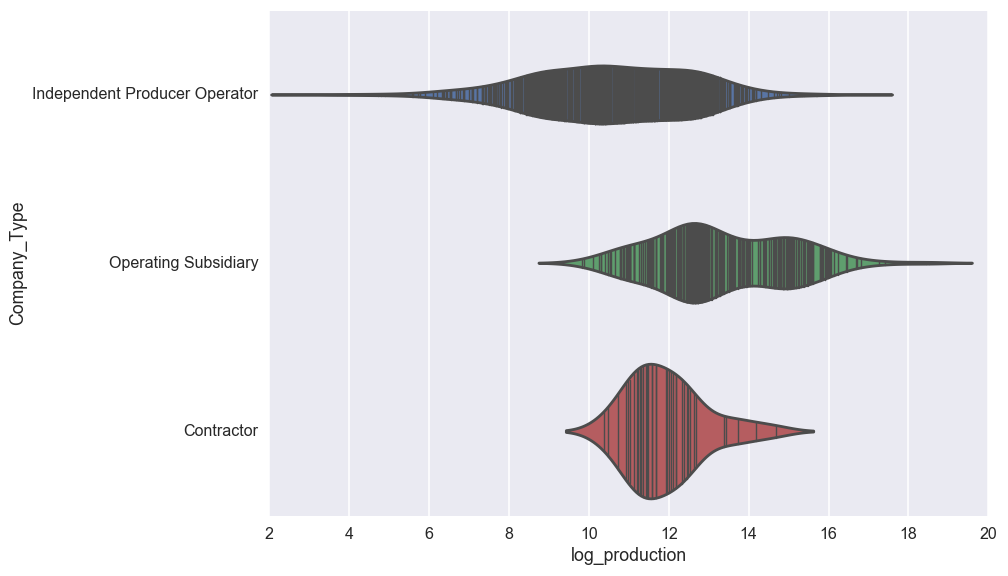 Independent Producer Operator
Operating Subsidiary
Contractor
Company_Type
2 4 6 8 10 12 14 16 18 20
log_production